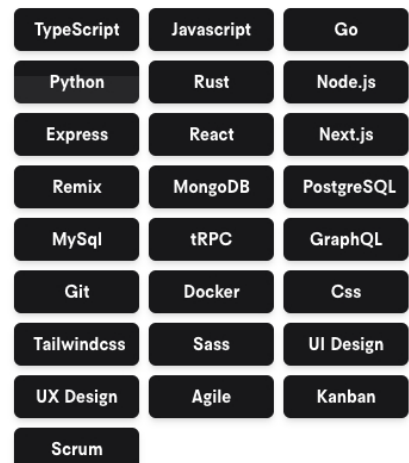 TypeScript Javascript Go
Python Rust Node.js
Express React Next.js
Remix MongoDB PostgreSQL
MySql tRPC GraphQL
Git Docker Css
Tailwindcss Sass UI Design
UX Design Agile Kanban
Scrum